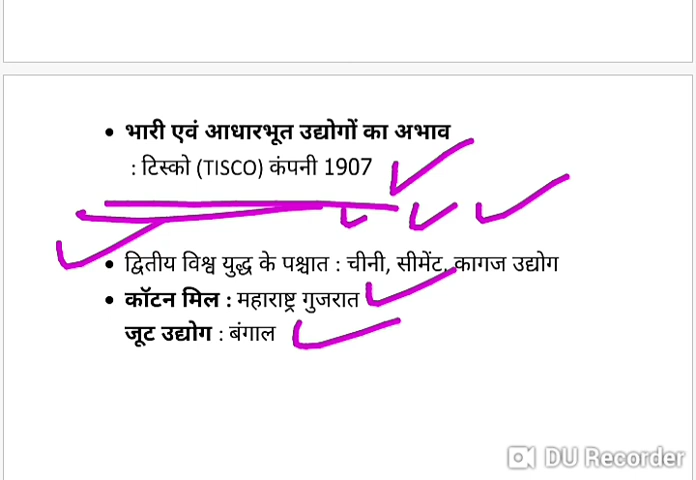 • भारी एवं आधारभूत उद्योगों का अभाव
: टिस्को (TISCO) कंपनी 1907
• द्वितीय विश्व युद्ध के पश्चात : चीनी, सीमेंट, कागज उद्योग
• कॉटन मिल : महाराष्ट्र गुजरात
जूट उद्योग : बंगाल
DU Recorder